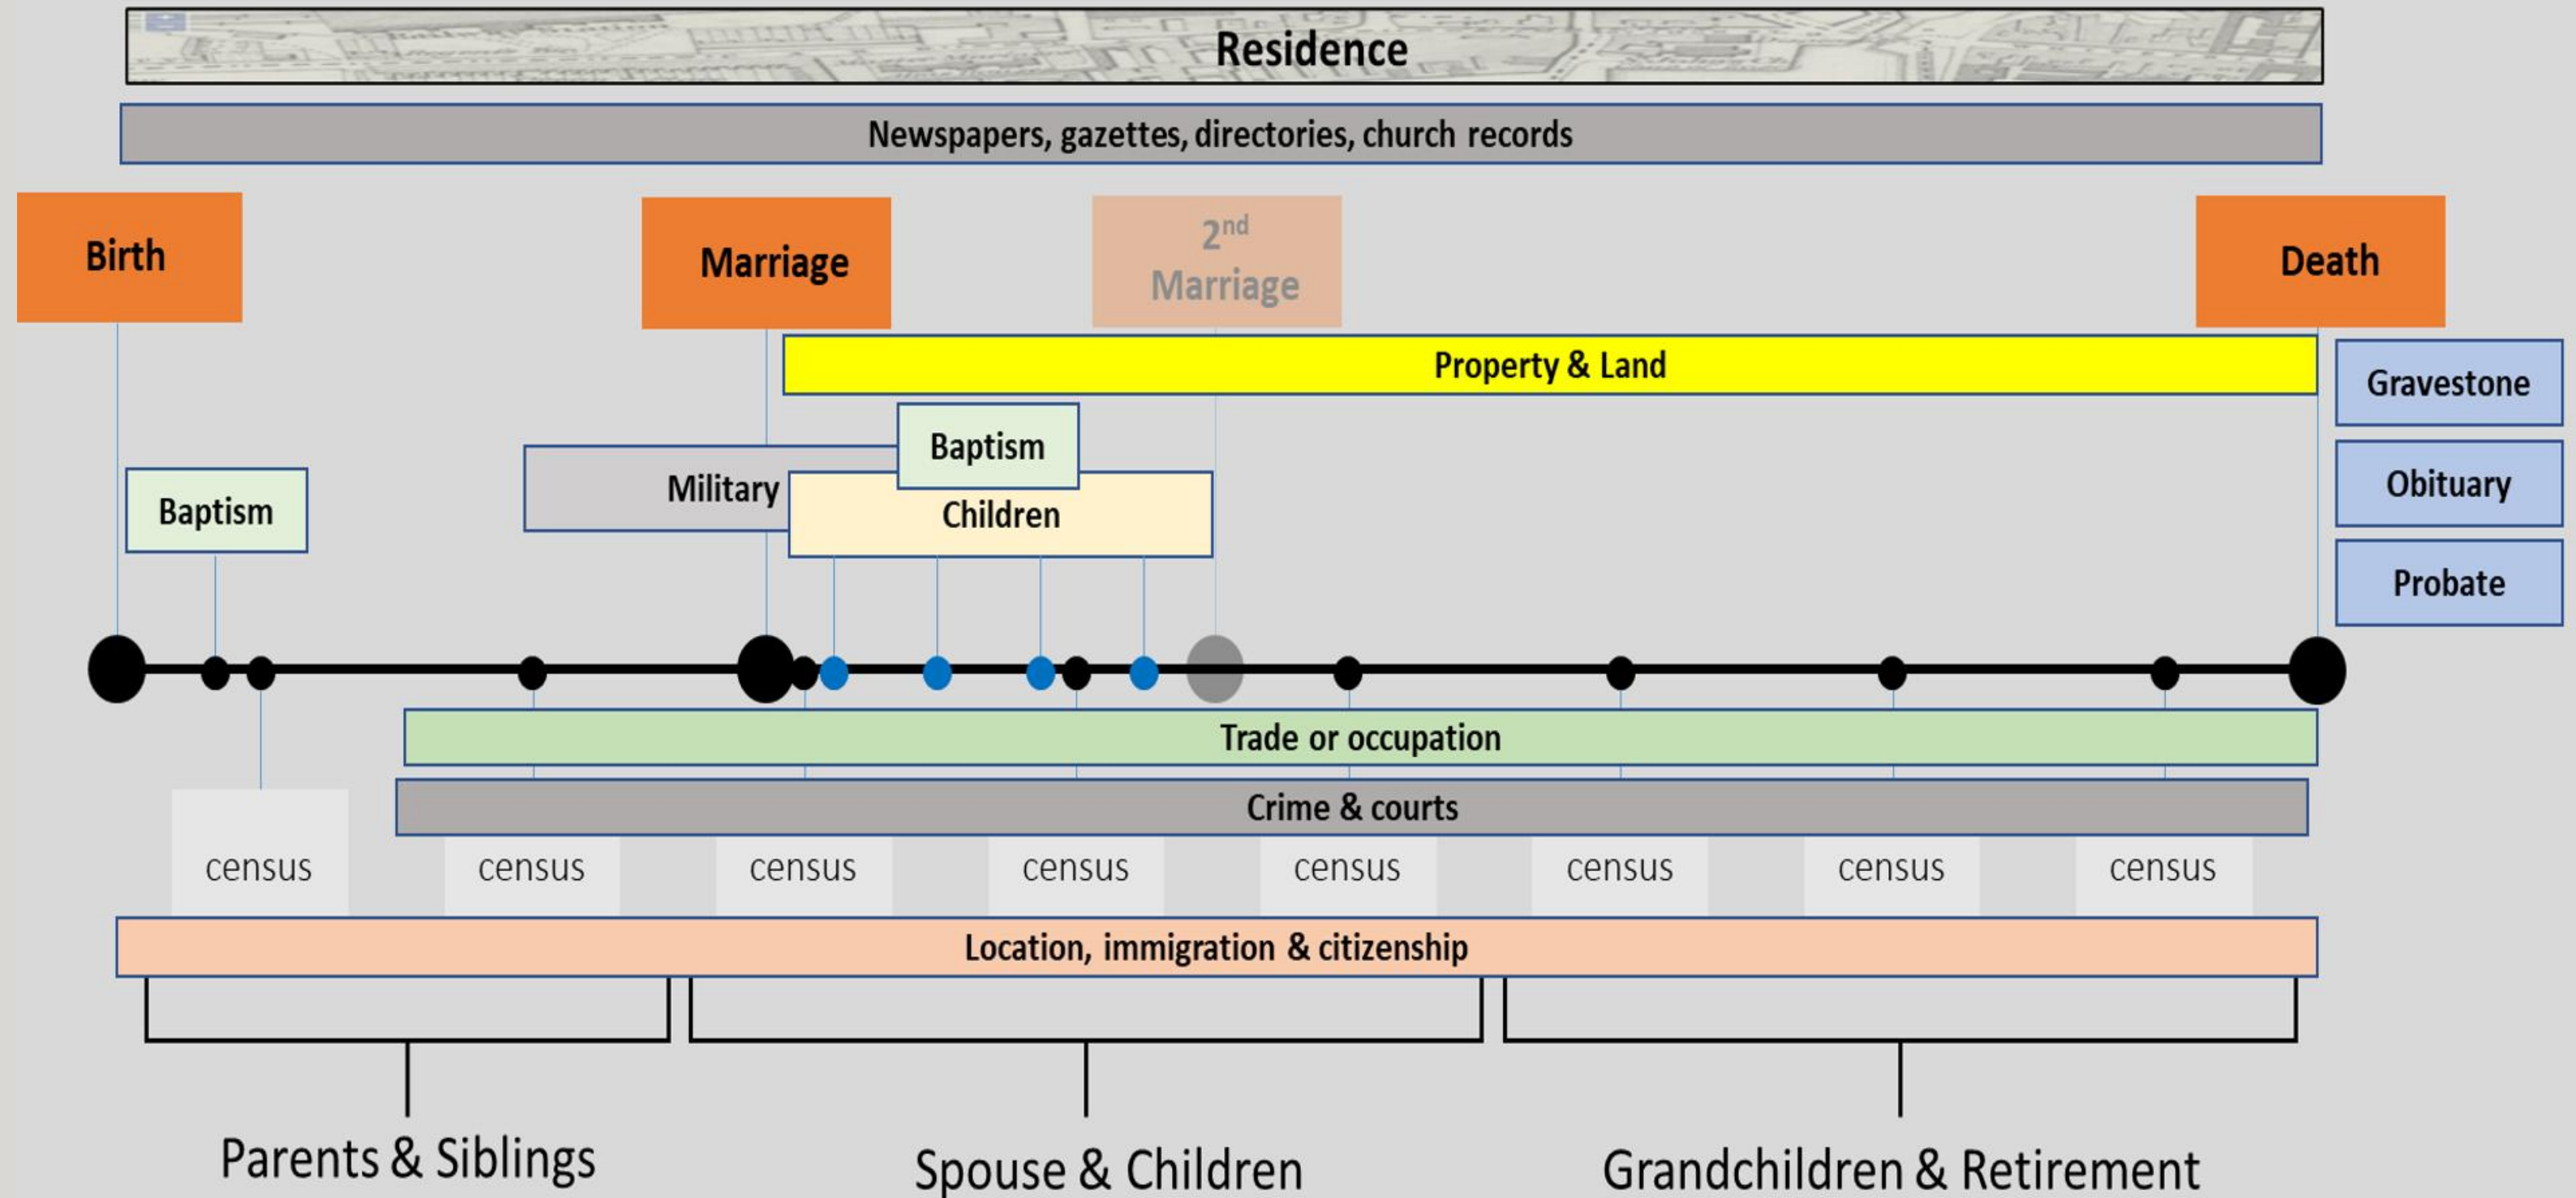 Residence
Newspapers, gazettes, directories, church records
Birth
Marriage
2nd
Marriage
Death
Property & Land
Gravestone
Baptism
Military
Obituary
Baptism
Children
Probate
Trade or occupation
Crime & courts
census
census
census
census
census
census
census
census
Location, immigration & citizenship
Parents & Siblings
Spouse & Children
Grandchildren & Retirement